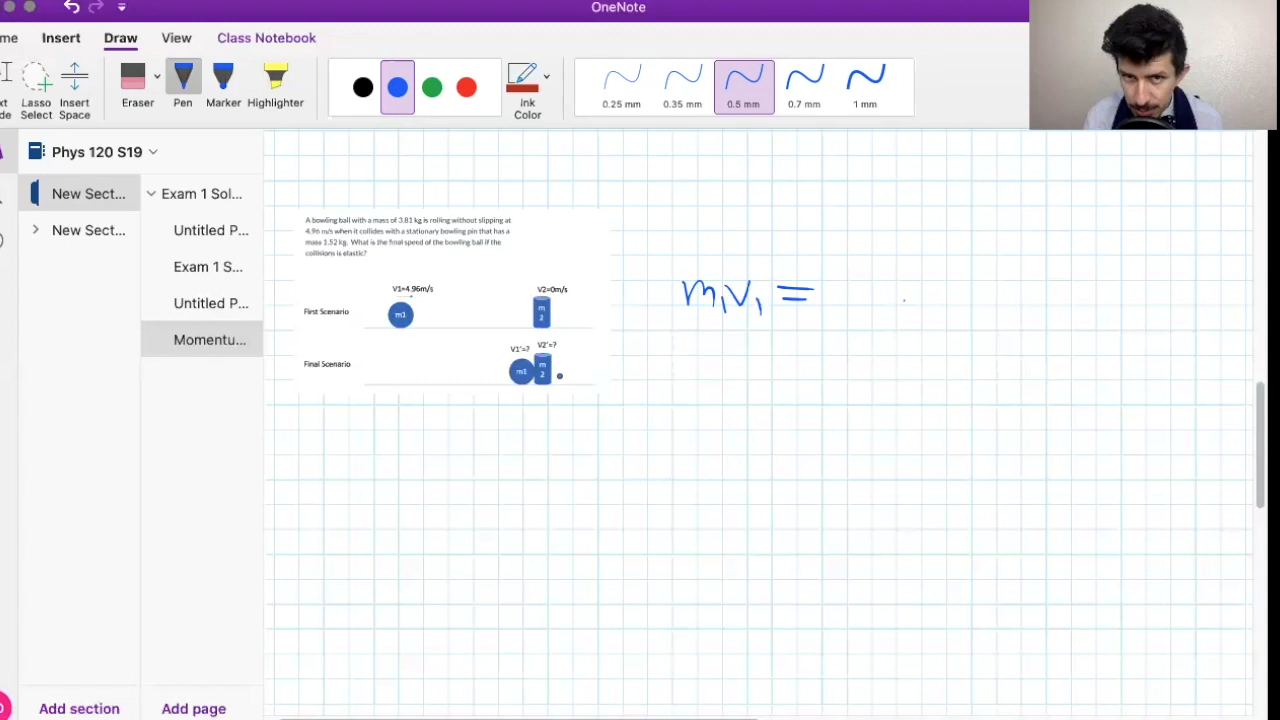 OneNote
me Insert Draw View Class Notebook
Lasso Select
Insert Space
Eraser
Pen
Marker
Highlighter
Ink Color
0.25 mm
0.35 mm
0.5 mm
0.7 mm
1 mm
Phys 120 S19
New Sect...
Exam 1 Sol...
New Sect...
Untitled P...
Exam 1 S...
Untitled P...
Momentu...
A bowling ball with a mass of 3.81 kg is rolling without slipping at
4.96 m/s when it collides with a stationary bowling pin that has a
mass 1.52 kg. What is the final speed of the bowling ball if the
collisions is elastic?
V1=4.96m/s V2=0m/s
First Scenario m1 m 2
V1'=? V2'=?
Final Scenario m1 m 2
m₁v₁ =
Add section Add page